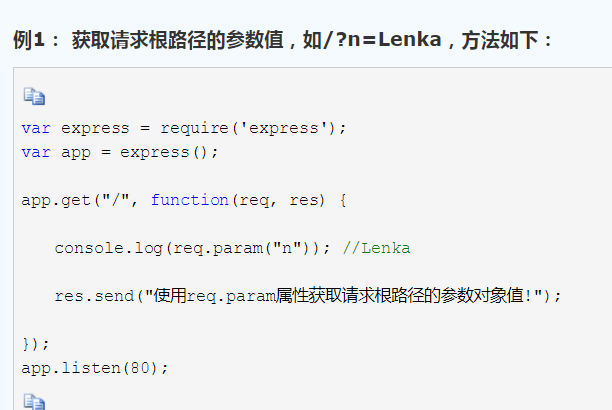 例1： 获取请求根路径的参数值，如/?n=Lenka，方法如下：
var express = require('express');
var app = express();
app.get("/", function(req, res) {
console.log(req.param("n")); //Lenka
res.send("使用req.param属性获取请求根路径的参数对象值!");
});
app.listen(80);